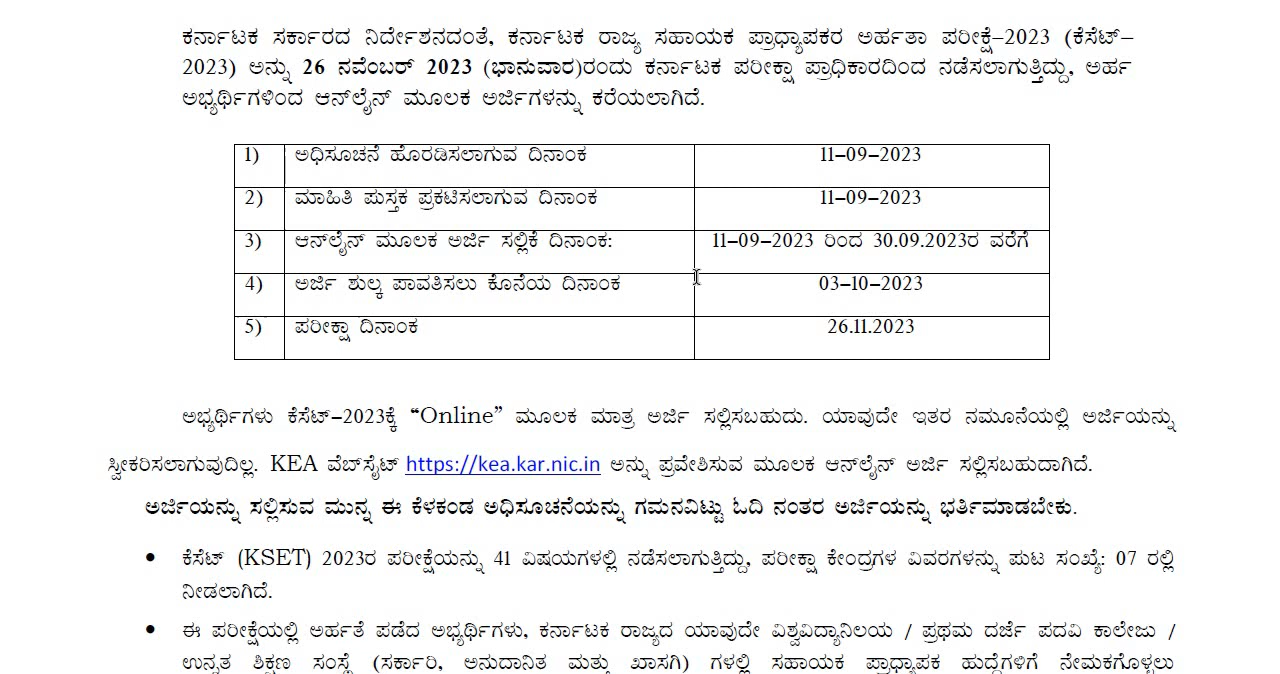 ಕರ್ನಾಟಕ ಸರ್ಕಾರದ ನಿರ್ದೇಶನದಂತೆ, ಕರ್ನಾಟಕ ರಾಜ್ಯ ಸಹಾಯಕ ಪ್ರಾಧ್ಯಾಪಕರ ಅರ್ಹತಾ ಪರೀಕ್ಷೆ–2023 (ಕೆಸೆಟ್–
2023) ಅನ್ನು 26 ನವೆಂಬರ್ 2023 (ಭಾನುವಾರ)ರಂದು ಕರ್ನಾಟಕ ಪರೀಕ್ಷಾ ಪ್ರಾಧಿಕಾರದಿಂದ ನಡೆಸಲಾಗುತ್ತಿದ್ದು, ಅರ್ಹ
ಅಭ್ಯರ್ಥಿಗಳಿಂದ ಆನ್‌ಲೈನ್ ಮೂಲಕ ಅರ್ಜಿಗಳನ್ನು ಕರೆಯಲಾಗಿದೆ.
1) ಅಧಿಸೂಚನೆ ಹೊರಡಿಸಲಾಗುವ ದಿನಾಂಕ 11–09–2023
2) ಮಾಹಿತಿ ಪುಸ್ತಕ ಪ್ರಕಟಿಸಲಾಗುವ ದಿನಾಂಕ 11–09–2023
3) ಆನ್‌ಲೈನ್ ಮೂಲಕ ಅರ್ಜಿ ಸಲ್ಲಿಕೆ ದಿನಾಂಕ: 11–09–2023 ರಿಂದ 30.09.2023ರ ವರೆಗೆ
4) ಅರ್ಜಿ ಶುಲ್ಕ ಪಾವತಿಸಲು ಕೊನೆಯ ದಿನಾಂಕ 03–10–2023
5) ಪರೀಕ್ಷಾ ದಿನಾಂಕ 26.11.2023
ಅಭ್ಯರ್ಥಿಗಳು ಕೆಸೆಟ್–2023ಕ್ಕೆ “Online” ಮೂಲಕ ಮಾತ್ರ ಅರ್ಜಿ ಸಲ್ಲಿಸಬಹುದು. ಯಾವುದೇ ಇತರ ನಮೂನೆಯಲ್ಲಿ ಅರ್ಜಿಯನ್ನು
ಸ್ವೀಕರಿಸಲಾಗುವುದಿಲ್ಲ. KEA ವೆಬ್‌ಸೈಟ್ https://kea.kar.nic.in ಅನ್ನು ಪ್ರವೇಶಿಸುವ ಮೂಲಕ ಆನ್‌ಲೈನ್ ಅರ್ಜಿ ಸಲ್ಲಿಸಬಹುದಾಗಿದೆ.
ಅರ್ಜಿಯನ್ನು ಸಲ್ಲಿಸುವ ಮುನ್ನ ಈ ಕೆಳಕಂಡ ಅಧಿಸೂಚನೆಯನ್ನು ಗಮನವಿಟ್ಟು ಓದಿ ನಂತರ ಅರ್ಜಿಯನ್ನು ಭರ್ತಿಮಾಡಬೇಕು.
• ಕೆಸೆಟ್ (KSET) 2023ರ ಪರೀಕ್ಷೆಯನ್ನು 41 ವಿಷಯಗಳಲ್ಲಿ ನಡೆಸಲಾಗುತ್ತಿದ್ದು, ಪರೀಕ್ಷಾ ಕೇಂದ್ರಗಳ ವಿವರಗಳನ್ನು ಪುಟ ಸಂಖ್ಯೆ: 07 ರಲ್ಲಿ
ನೀಡಲಾಗಿದೆ.
• ಈ ಪರೀಕ್ಷೆಯಲ್ಲಿ ಅರ್ಹತೆ ಪಡೆದ ಅಭ್ಯರ್ಥಿಗಳು, ಕರ್ನಾಟಕ ರಾಜ್ಯದ ಯಾವುದೇ ವಿಶ್ವವಿದ್ಯಾನಿಲಯ / ಪ್ರಥಮ ದರ್ಜೆ ಪದವಿ ಕಾಲೇಜು /
ಉನ್ನತ ಶಿಕ್ಷಣ ಸಂಸ್ಥೆ (ಸರ್ಕಾರಿ, ಅನುದಾನಿತ ಮತ್ತು ಖಾಸಗಿ) ಗಳಲ್ಲಿ ಸಹಾಯಕ ಪ್ರಾಧ್ಯಾಪಕ ಹುದ್ದೆಗಳಿಗೆ ನೇಮಕಗೊಳ್ಳಲು